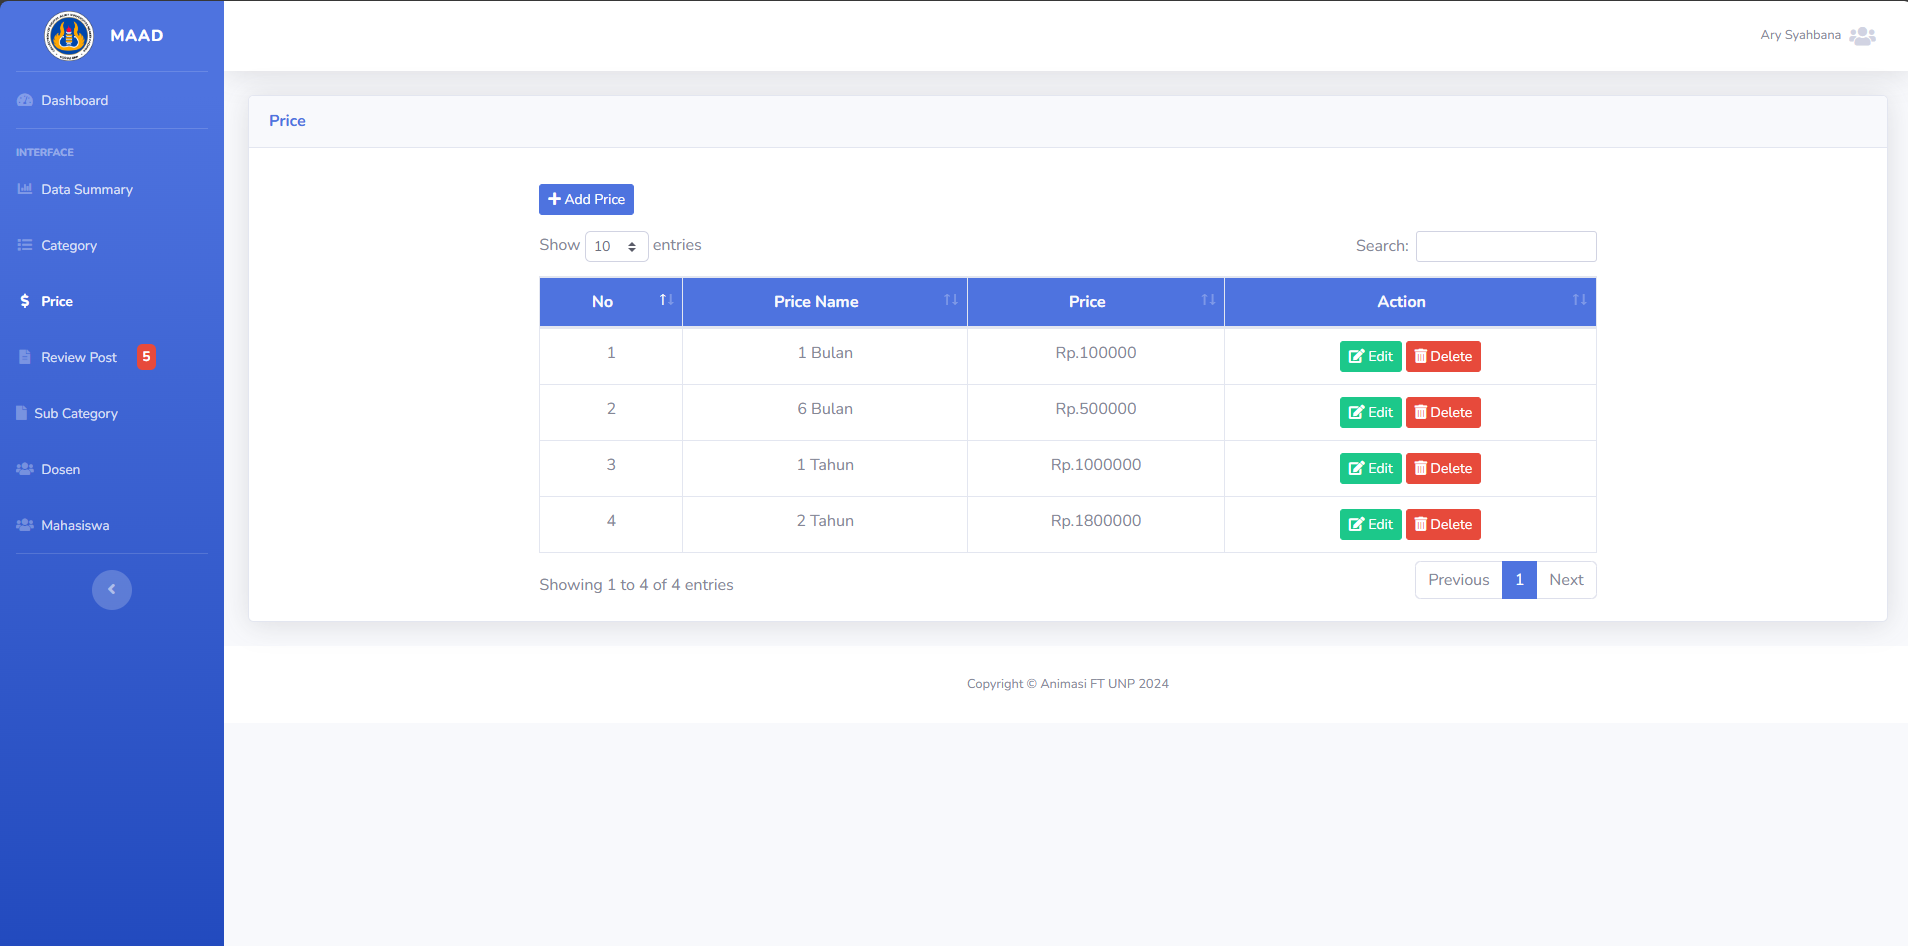 MAAD
Ary Syahbana
Dashboard
INTERFACE
Data Summary
Category
Price
Review Post 5
Sub Category
Dosen
Mahasiswa
Price
Add Price
Show 10 entries
Search:
No Price Name Price Action
1 1 Bulan Rp.100000 Edit Delete
2 6 Bulan Rp.500000 Edit Delete
3 1 Tahun Rp.1000000 Edit Delete
4 2 Tahun Rp.1800000 Edit Delete
Showing 1 to 4 of 4 entries
Previous 1 Next
Copyright © Animasi FT UNP 2024